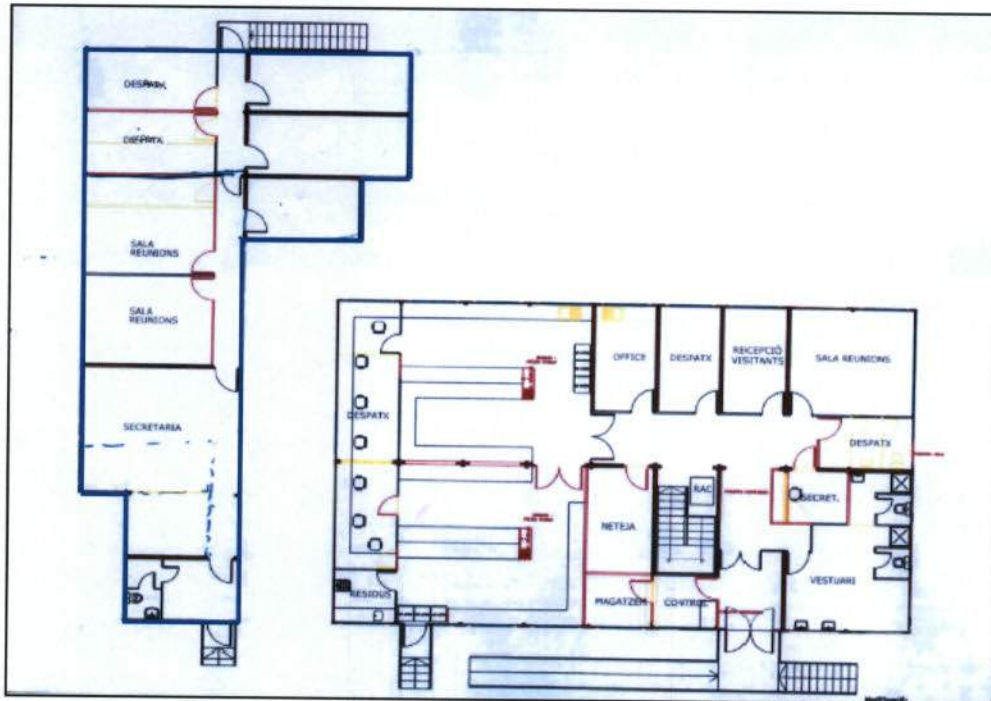 DESPATX
DESPATX
SALA
REUNIONS
SALA
REUNIONS
SECRETARIA
OFFICE
DESPATX
RECEPCIÓ
VISITANTS
SALA REUNIONS
DESPATX
DESPATX
RAC
SECRET.
NETEJA
VESTUARI
RESIDUS
MAGATZEM
CONTROL